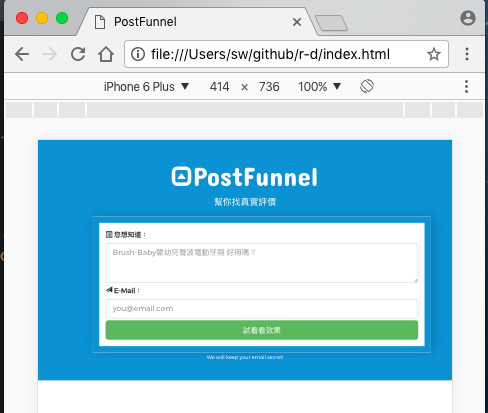 PostFunnel
file:///Users/sw/github/r-d/index.html
iPhone 6 Plus ▼ 414 × 736 100% ▼
PostFunnel
幫你找真實評價
您想知道：
Brush-Baby嬰幼兒聲波電動牙刷 好用嗎？
E-Mail：
you@email.com
試看看效果
We will keep your email secret!